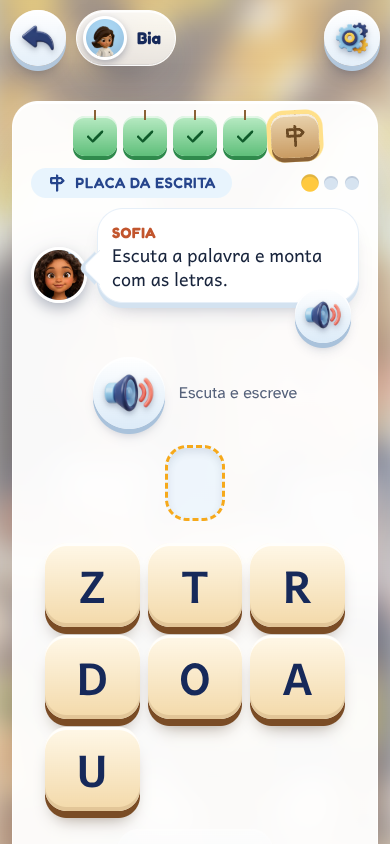 Bia
PLACA DA ESCRITA
SOFIA
Escuta a palavra e monta
com as letras.
Escuta e escreve
Z T R
D O A
U